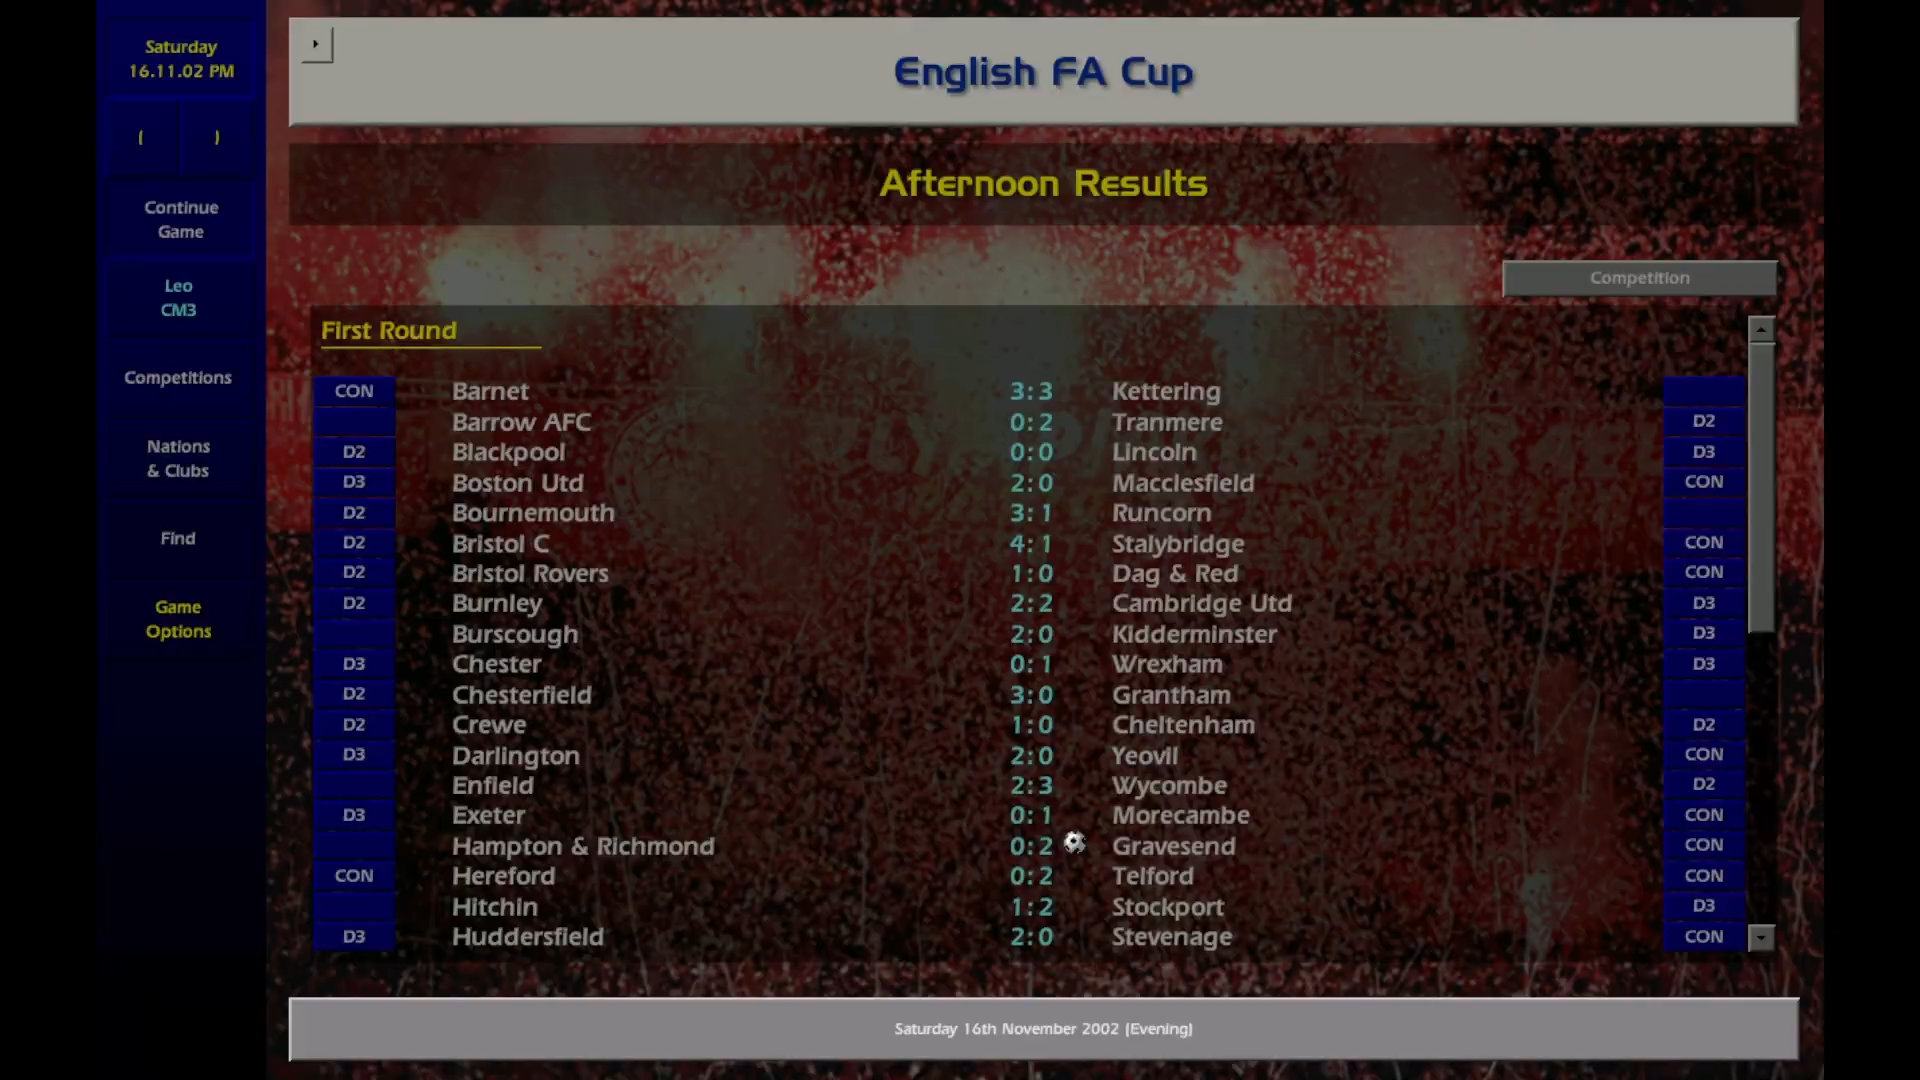 Saturday
16.11.02 PM
English FA Cup
( )
Afternoon Results
Continue
Game
Competition
Leo
CM3
First Round
Competitions
Nations
& Clubs
Find
Game
Options
CON Barnet 3:3 Kettering
Barrow AFC 0:2 Tranmere D2
D2 Blackpool 0:0 Lincoln D3
D3 Boston Utd 2:0 Macclesfield CON
D2 Bournemouth 3:1 Runcorn
D2 Bristol C 4:1 Stalybridge CON
D2 Bristol Rovers 1:0 Dag & Red CON
D2 Burnley 2:2 Cambridge Utd D3
Burscough 2:0 Kidderminster D3
D3 Chester 0:1 Wrexham D3
D2 Chesterfield 3:0 Grantham
D2 Crewe 1:0 Cheltenham D2
D3 Darlington 2:0 Yeovil CON
Enfield 2:3 Wycombe D2
D3 Exeter 0:1 Morecambe CON
Hampton & Richmond 0:2 Gravesend CON
CON Hereford 0:2 Telford CON
Hitchin 1:2 Stockport D3
D3 Huddersfield 2:0 Stevenage CON
Saturday 16th November 2002 (Evening)